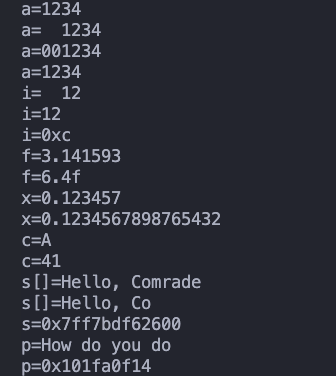 a=1234
a=  1234
a=001234
a=1234
i=  12
i=12
i=0xc
f=3.141593
f=6.4f
x=0.123457
x=0.1234567898765432
c=A
c=41
s[]=Hello, Comrade
s[]=Hello, Co
s=0x7ff7bdf62600
p=How do you do
p=0x101fa0f14